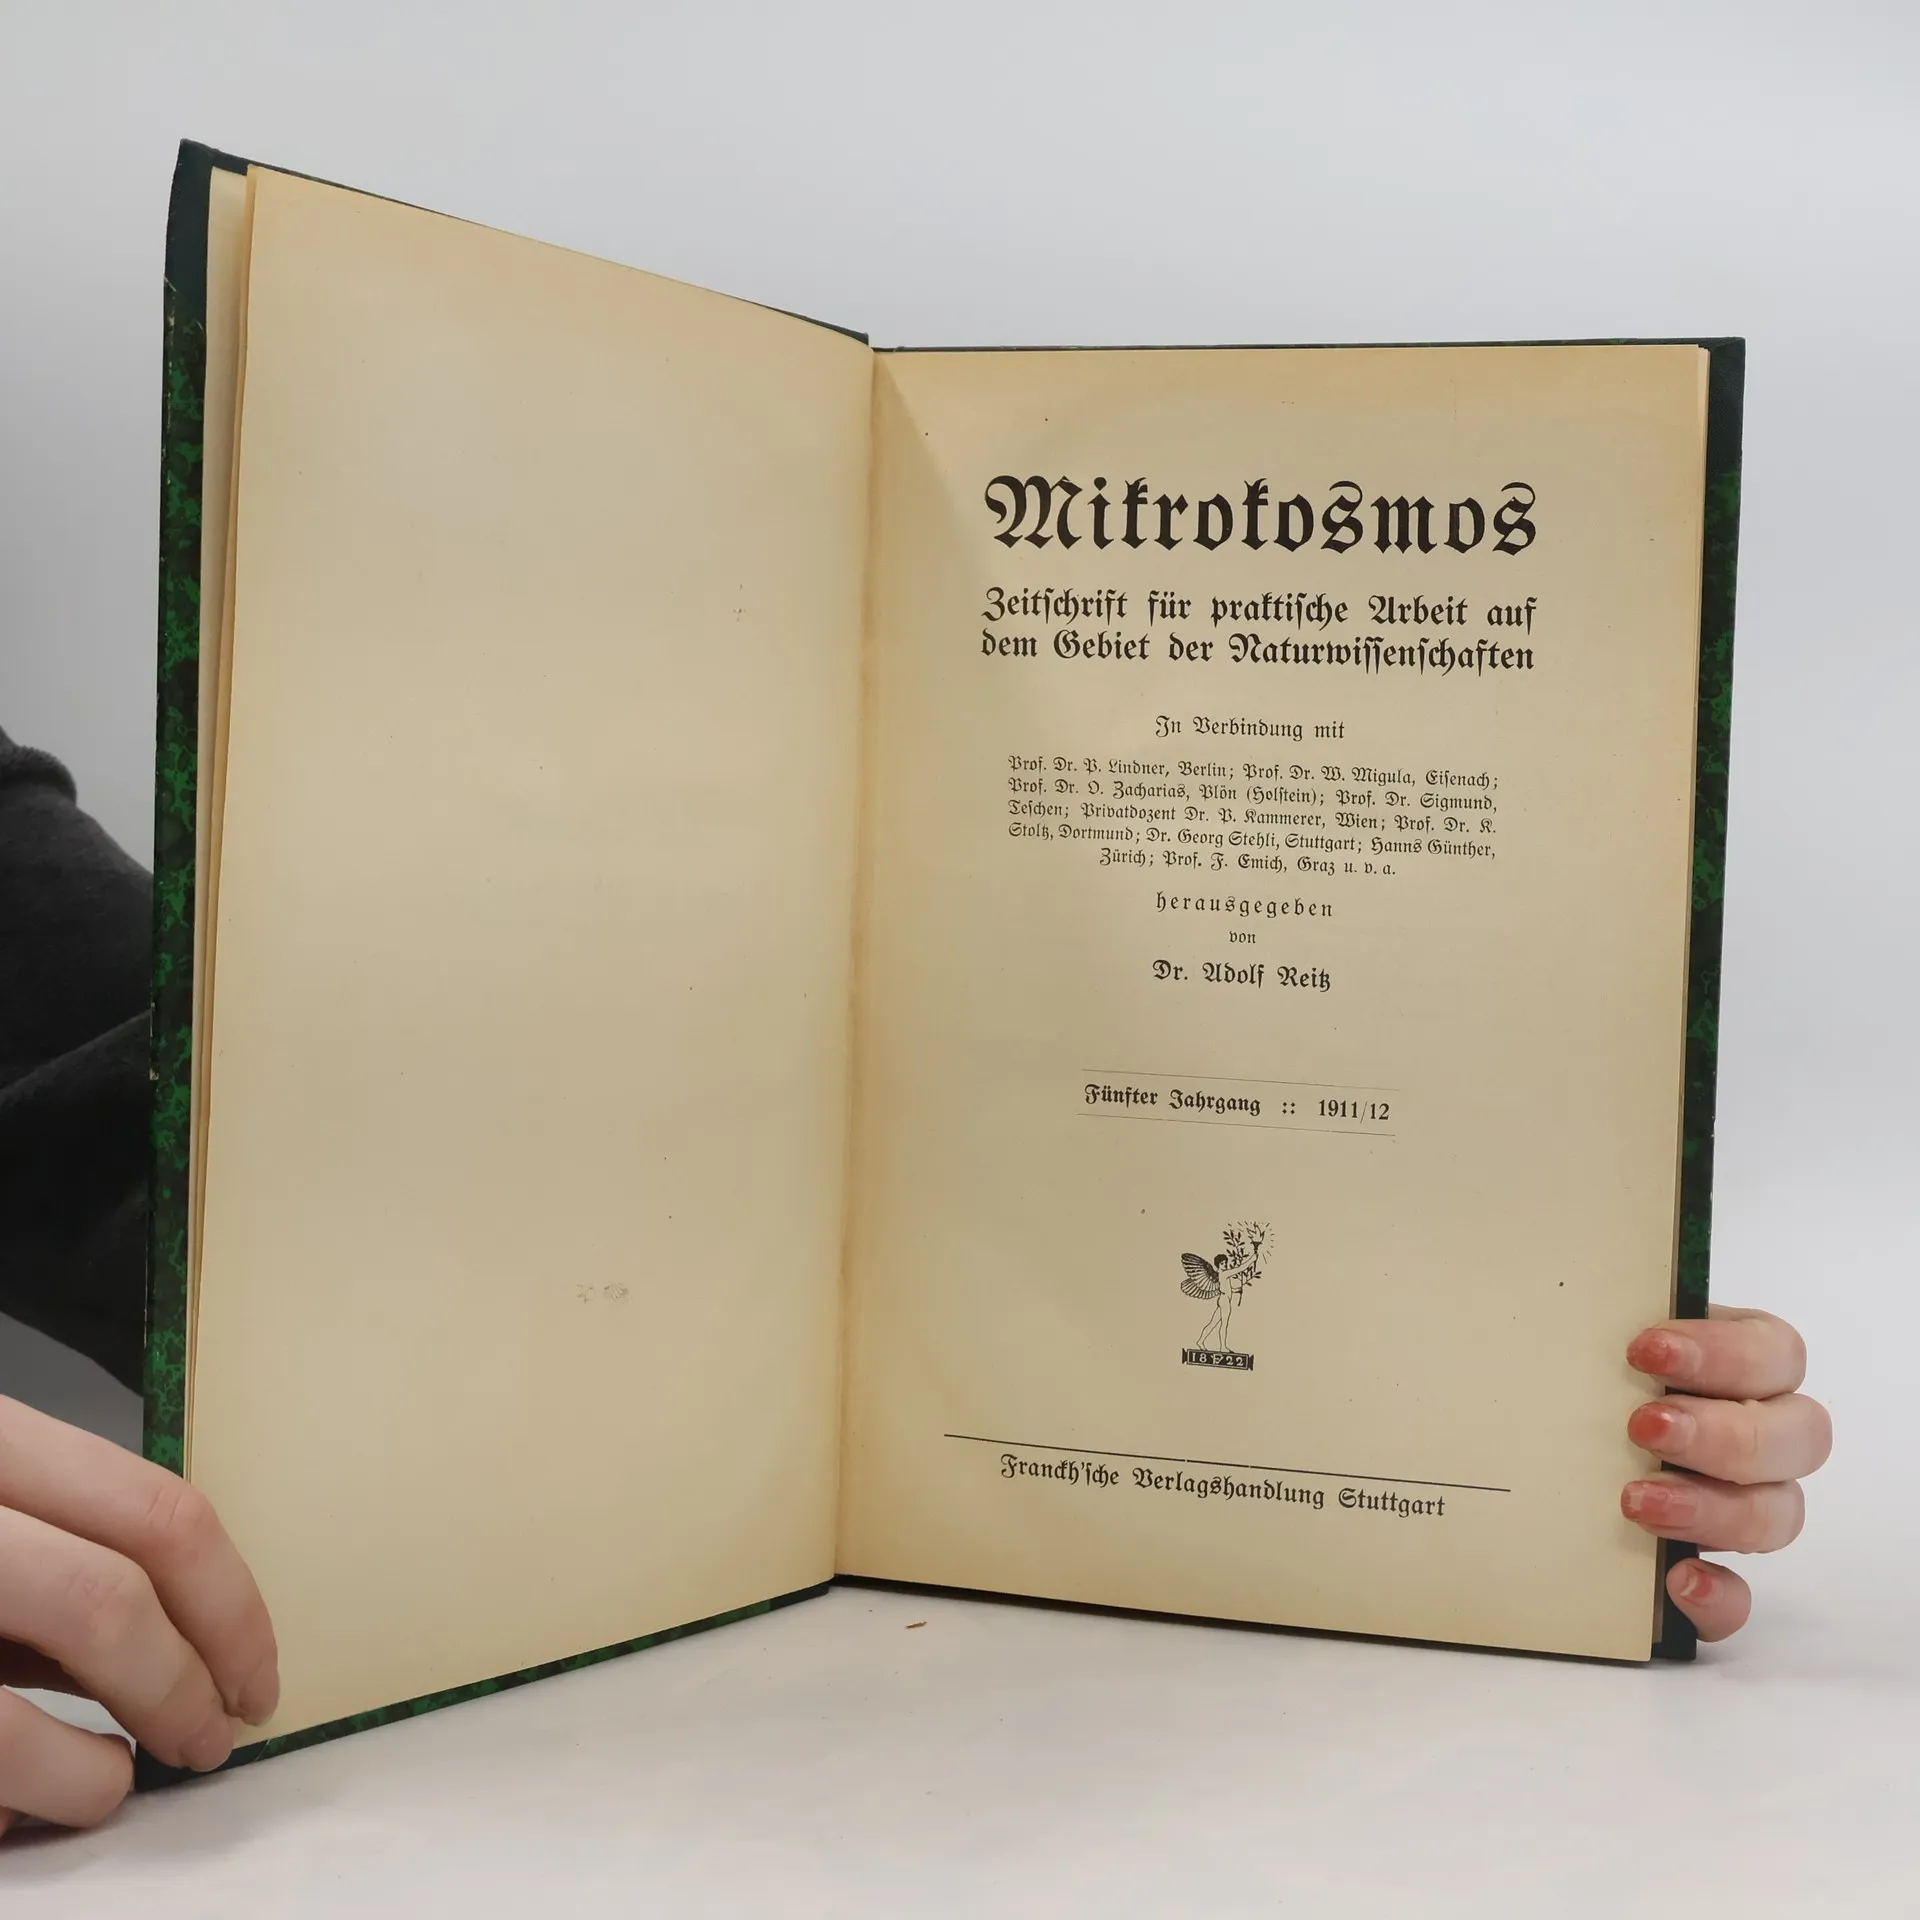 Mikrokosmos
Zeitschrift für praktische Arbeit auf
dem Gebiet der Naturwissenschaften
In Verbindung mit
Prof. Dr. P. Lindner, Berlin; Prof. Dr. W. Migula, Eisenach;
Prof. Dr. O. Zacharias, Plön (Holstein); Prof. Dr. Sigmund,
Teschen; Privatdozent Dr. P. Kammerer, Wien; Prof. Dr. K.
Stoltz, Dortmund; Dr. Georg Stehli, Stuttgart; Hanns Günther,
Zürich; Prof. F. Emich, Graz u. v. a.
herausgegeben
von
Dr. Adolf Reitz
Fünfter Jahrgang :: 1911/12
18 F 22
Franckh'sche Verlagshandlung Stuttgart